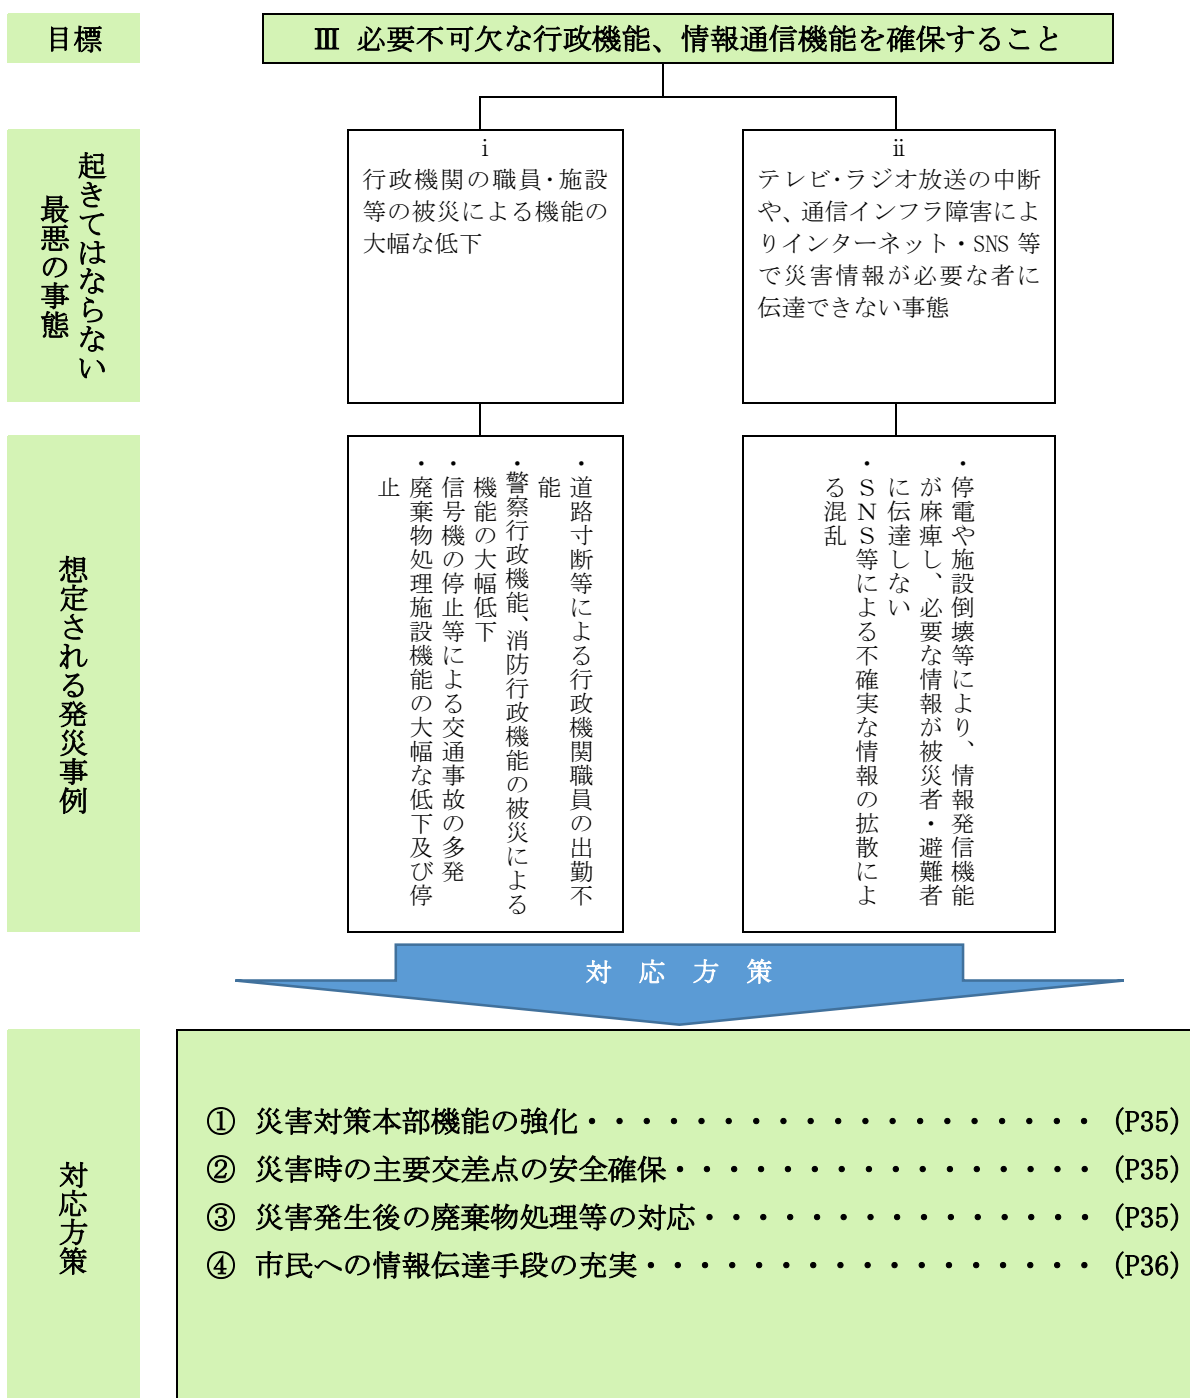 目標
Ⅲ 必要不可欠な行政機能、情報通信機能を確保すること
起きてはならない
最悪の事態
ⅰ
行政機関の職員・施設
等の被災による機能の
大幅な低下
ⅱ
テレビ・ラジオ放送の中断
や、通信インフラ障害によ
りインターネット・SNS 等
で災害情報が必要な者に
伝達できない事態
想定される発災事例
・道路寸断等による行政機関職員の出勤不
能
・警察行政機能、消防行政機能の被災による
機能の大幅低下
・信号機の停止等による交通事故の多発
・廃棄物処理施設機能の大幅な低下及び停
止
・停電や施設倒壊等により、情報発信機能
が麻痺し、必要な情報が被災者・避難者
に伝達しない
・ＳＮＳ等による不確実な情報の拡散によ
る混乱
対 応 方 策
対応方策
① 災害対策本部機能の強化・・・・・・・・・・・・・・・・・・・(P35)
② 災害時の主要交差点の安全確保・・・・・・・・・・・・・・・・(P35)
③ 災害発生後の廃棄物処理等の対応・・・・・・・・・・・・・・・(P35)
④ 市民への情報伝達手段の充実・・・・・・・・・・・・・・・・・(P36)